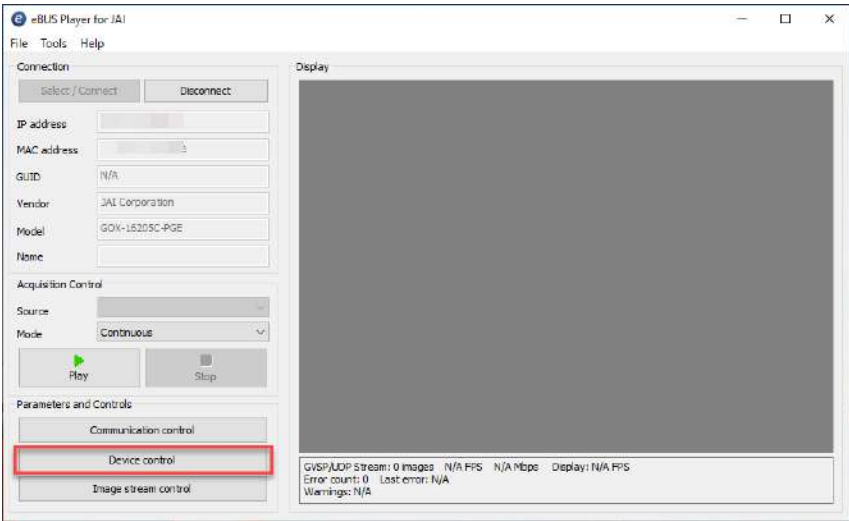 eBUS Player for JAI
File Tools Help
Connection
Select / Connect Disconnect
IP address
MAC address
GUID N/A
Vendor JAI Corporation
Model GOX-16205C-PGE
Name
Acquisition Control
Source
Mode Continuous
Play Stop
Parameters and Controls
Communication control
Device control
Image stream control
Display
GVSP/UDP Stream: 0 images N/A FPS N/A Mbps Display: N/A FPS
Error count: 0 Last error: N/A
Warnings: N/A